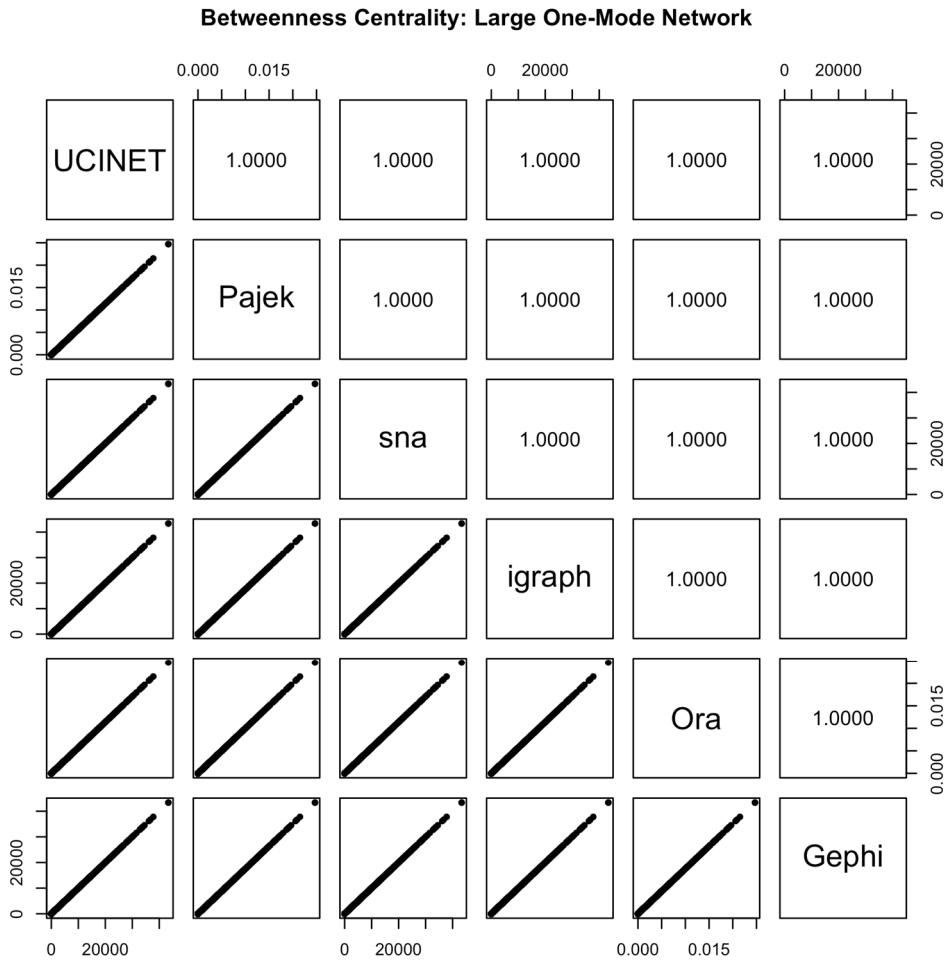 Betweenness Centrality: Large One-Mode Network
0.000 0.015 0 20000 0 20000
UCINET 1.0000 1.0000 1.0000 1.0000 1.0000 0 20000
0.000 0.015 Pajek 1.0000 1.0000 1.0000 1.0000
sna 1.0000 1.0000 1.0000 0 20000
0 20000 igraph 1.0000 1.0000
Ora 1.0000 0.000 0.015
0 20000 Gephi
0 20000 0 20000 0.000 0.015